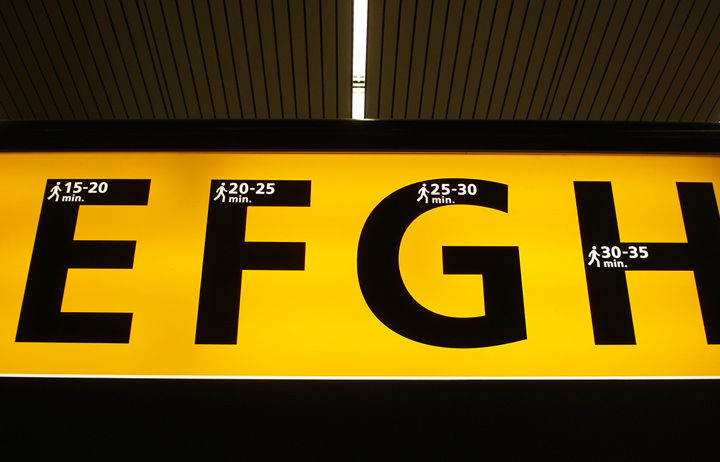 E F G H
15-20 min.
20-25 min.
25-30 min.
30-35 min.